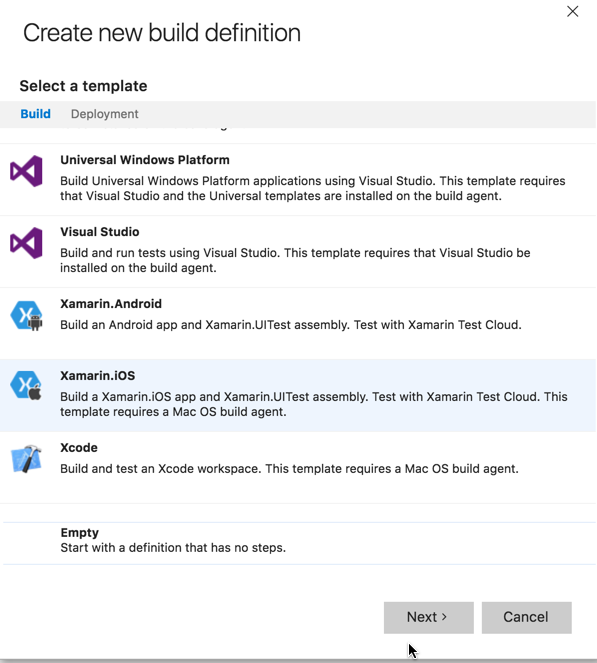 Create new build definition
Select a template
Build Deployment
Universal Windows Platform
Build Universal Windows Platform applications using Visual Studio. This template requires
that Visual Studio and the Universal templates are installed on the build agent.
Visual Studio
Build and run tests using Visual Studio. This template requires that Visual Studio be
installed on the build agent.
Xamarin.Android
Build an Android app and Xamarin.UITest assembly. Test with Xamarin Test Cloud.
Xamarin.iOS
Build a Xamarin.iOS app and Xamarin.UITest assembly. Test with Xamarin Test Cloud. This
template requires a Mac OS build agent.
Xcode
Build and test an Xcode workspace. This template requires a Mac OS build agent.
Empty
Start with a definition that has no steps.
Next >
Cancel